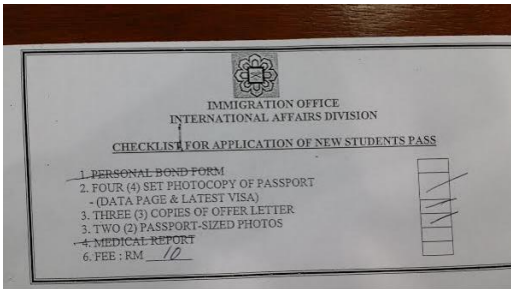 IMMIGRATION OFFICE
INTERNATIONAL AFFAIRS DIVISION
CHECKLIST FOR APPLICATION OF NEW STUDENTS PASS
1. PERSONAL BOND FORM
2. FOUR (4) SET PHOTOCOPY OF PASSPORT
- (DATA PAGE & LATEST VISA)
3. THREE (3) COPIES OF OFFER LETTER
3. TWO (2) PASSPORT-SIZED PHOTOS
4. MEDICAL REPORT
6. FEE : RM 10